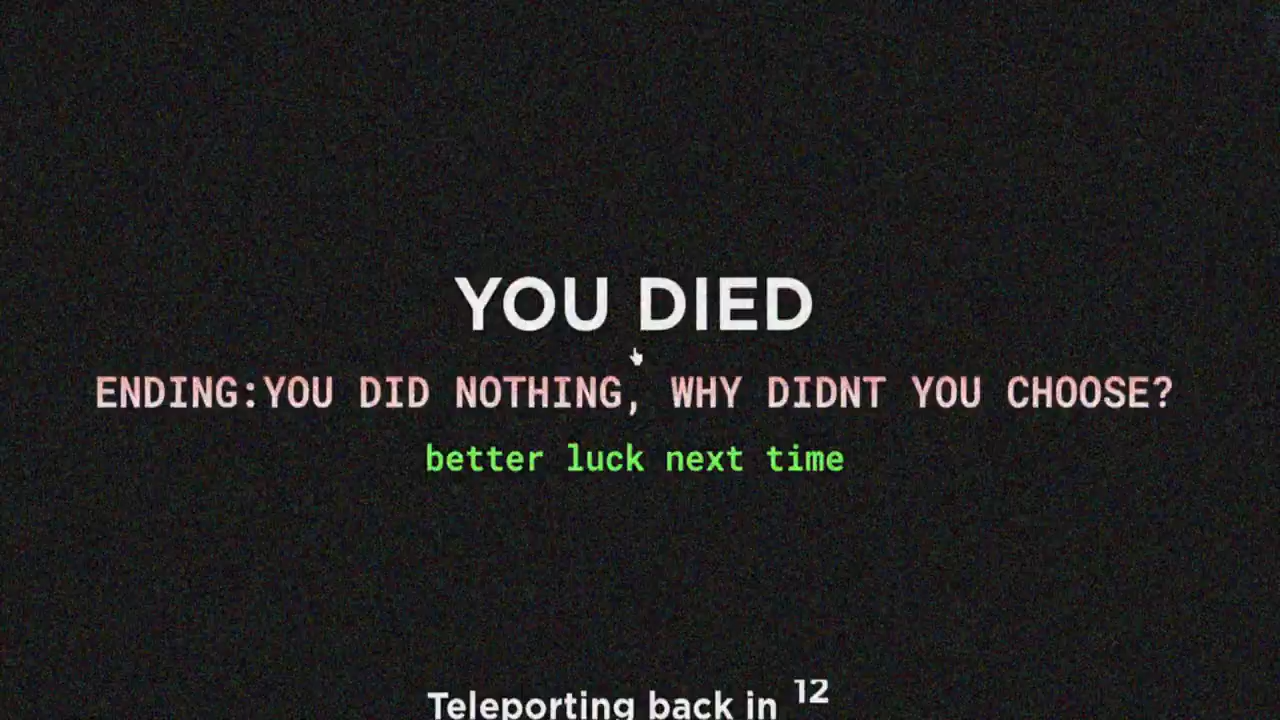 YOU DIED
ENDING:YOU DID NOTHING, WHY DIDNT YOU CHOOSE?
better luck next time
Teleporting back in 12